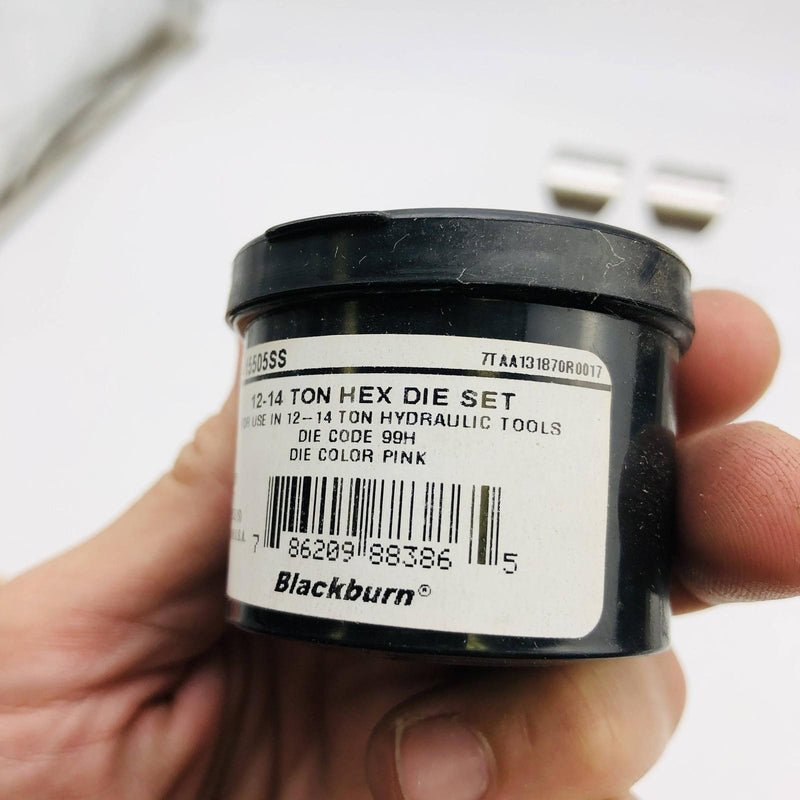 15505SS 7TAA131870R0017
12-14 TON HEX DIE SET
FOR USE IN 12-14 TON HYDRAULIC TOOLS
DIE CODE 99H
DIE COLOR PINK
U.S.A.
7 86209 88386 5
Blackburn®